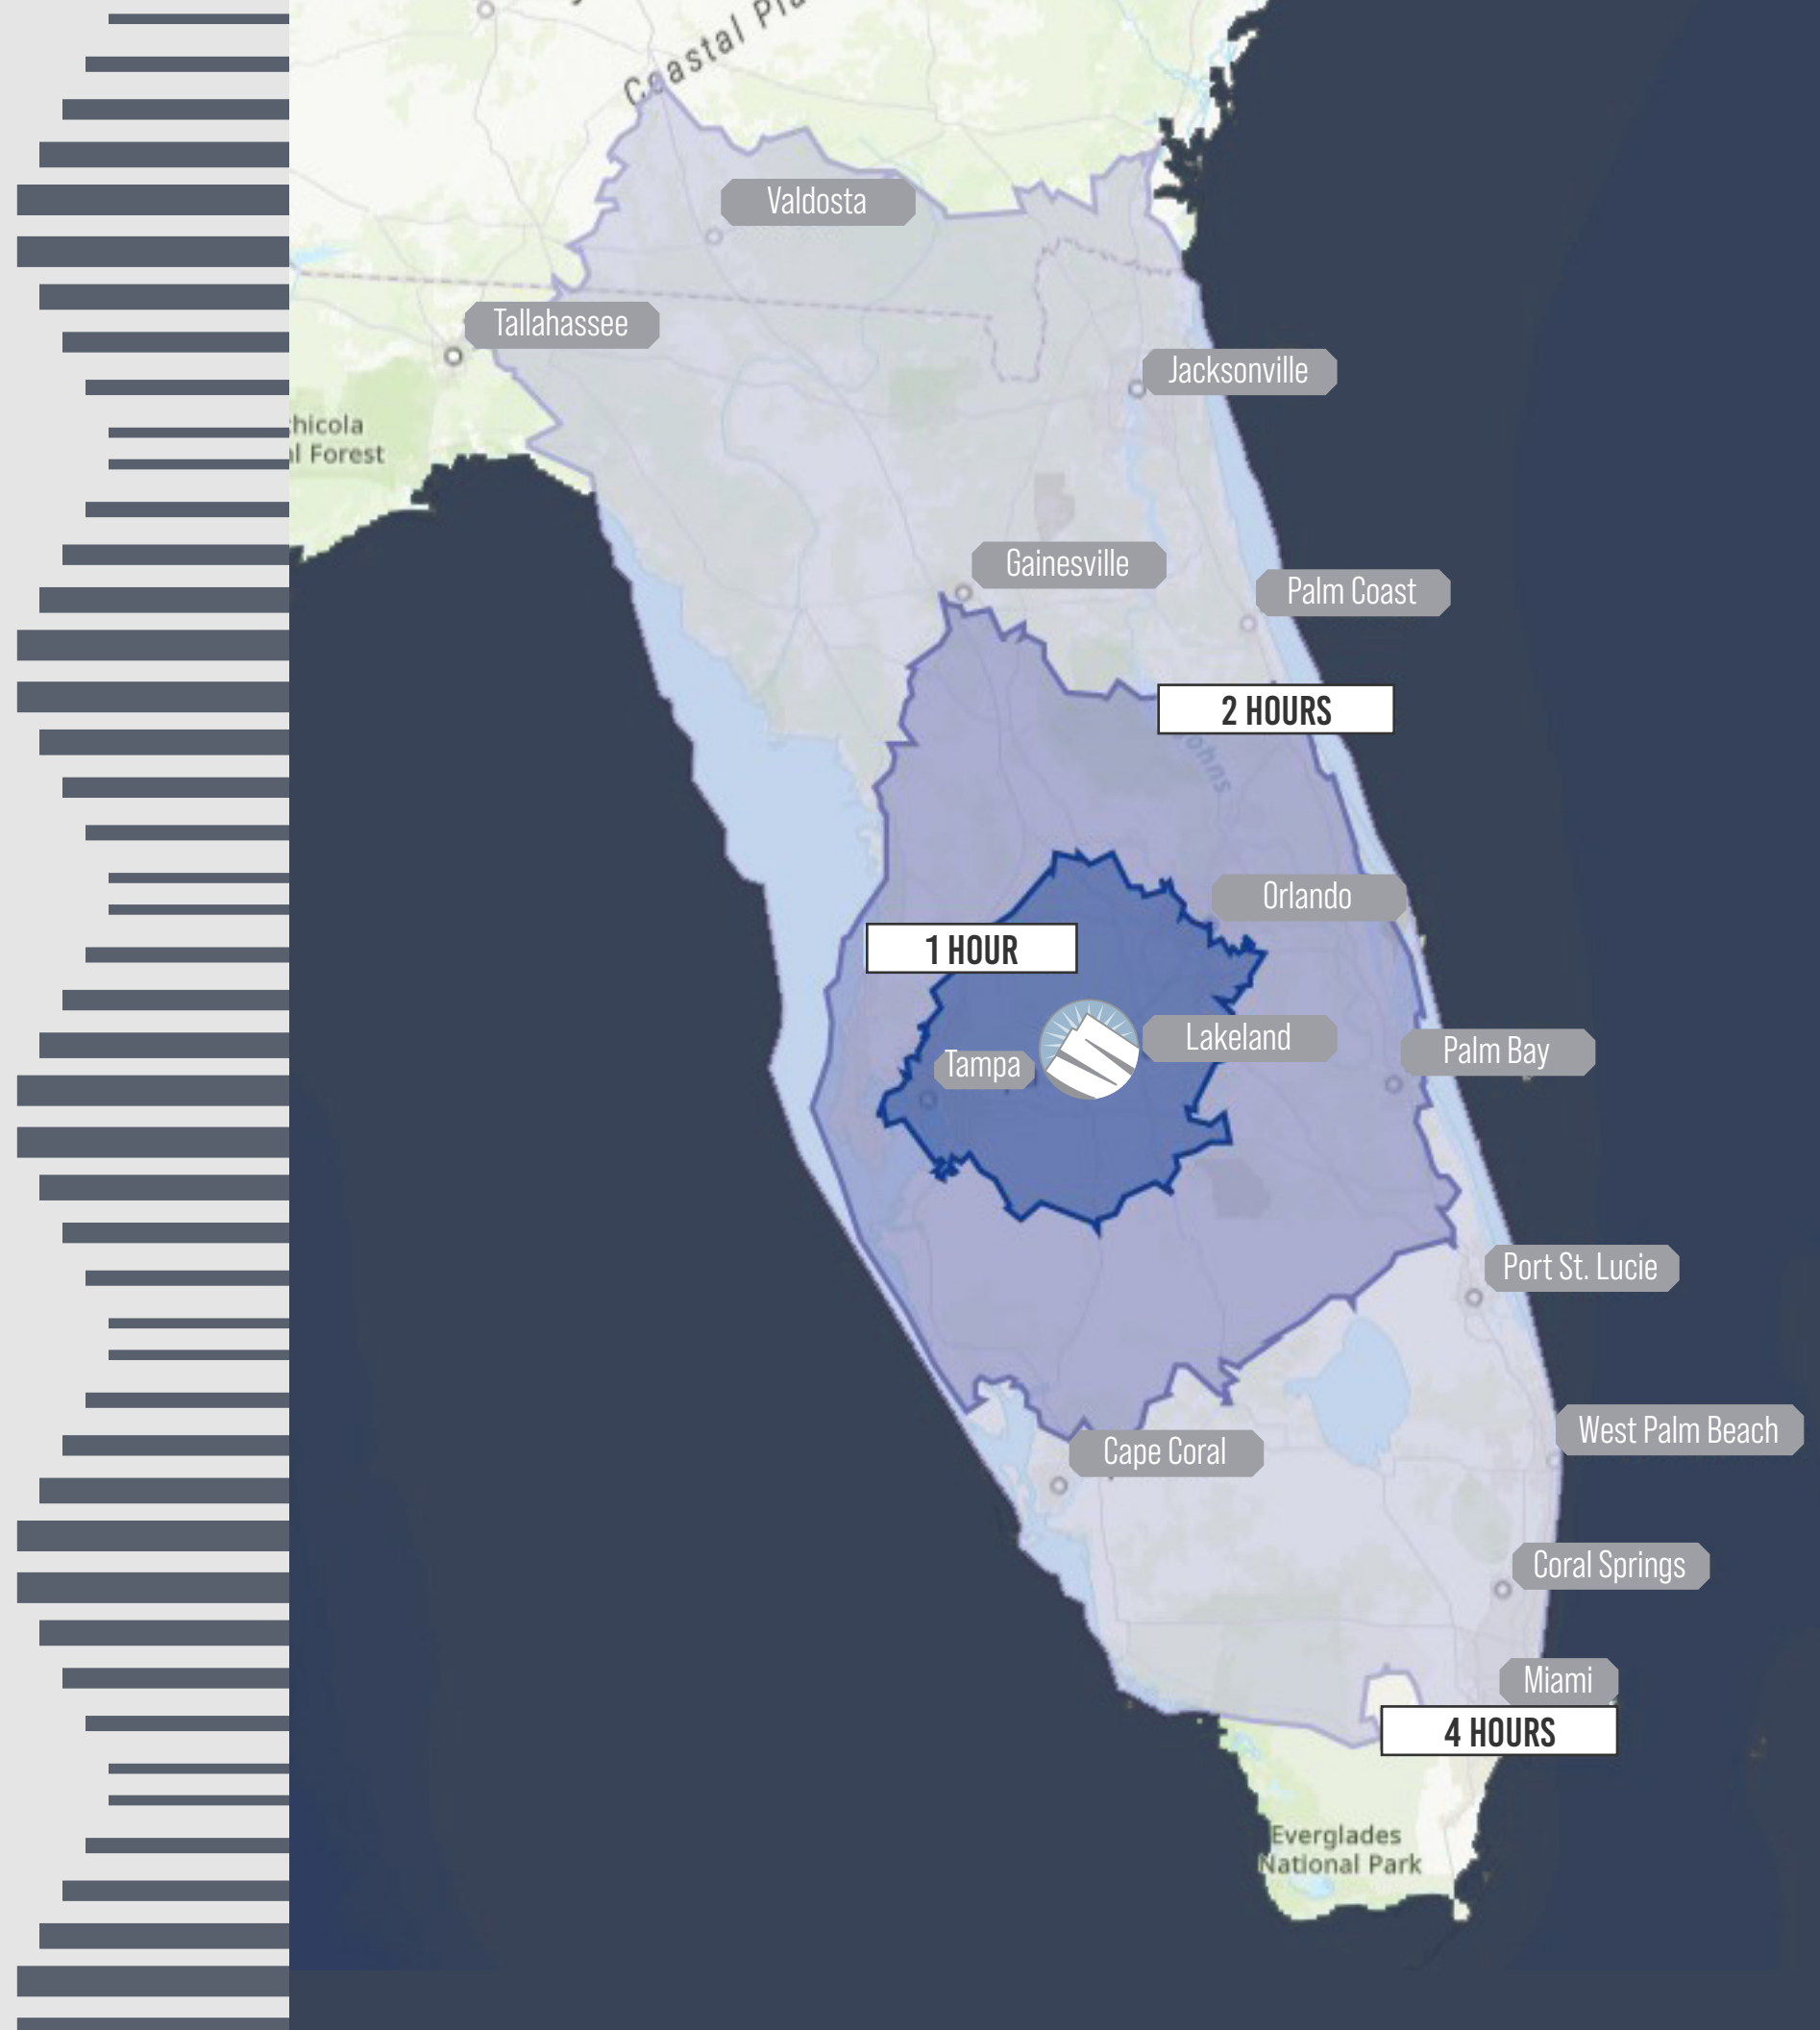 Coastal
Valdosta
Tallahassee
Jacksonville
hicola
l Forest
Gainesville
Palm Coast
2 HOURS
ohns
Orlando
1 HOUR
Lakeland
Tampa
Palm Bay
Port St. Lucie
West Palm Beach
Cape Coral
Coral Springs
Miami
4 HOURS
Everglades
National Park